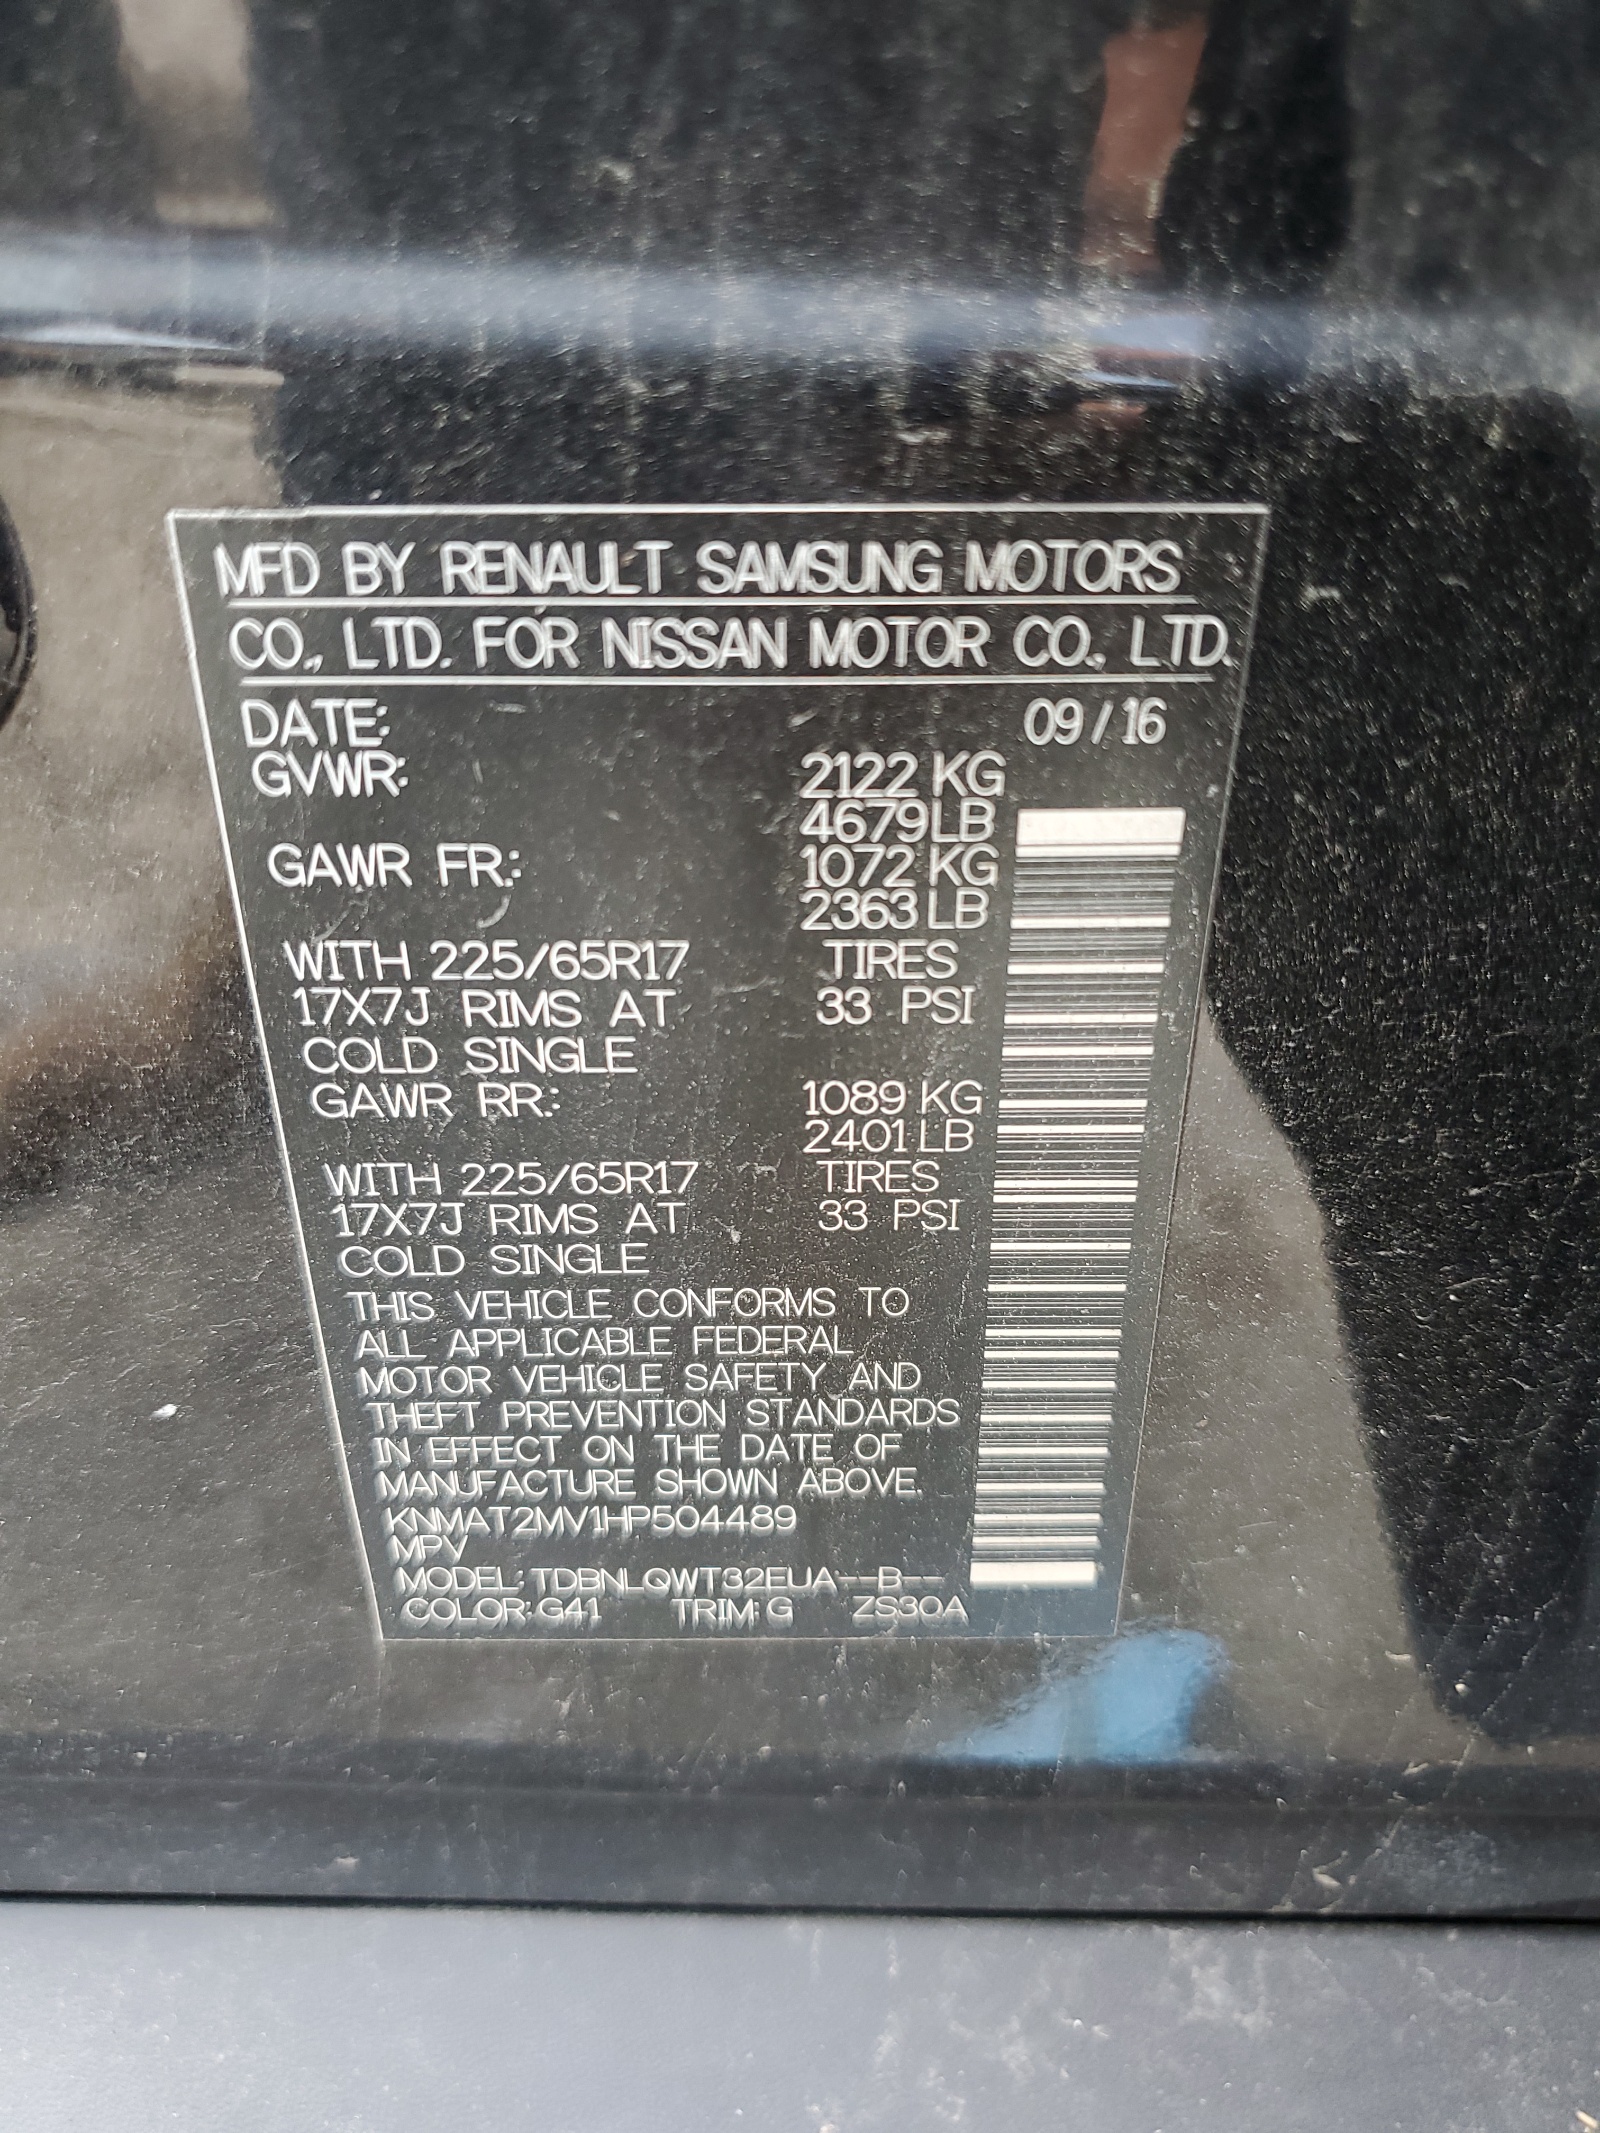 MFD BY RENAULT SAMSUNG MOTORS
CO., LTD. FOR NISSAN MOTOR CO., LTD.
DATE: 09/16
GVWR: 2122 KG
4679 LB
GAWR FR.: 1072 KG
2363 LB
WITH 225/65R17 TIRES
17X7J RIMS AT 33 PSI
COLD SINGLE
GAWR RR.: 1089 KG
2401 LB
WITH 225/65R17 TIRES
17X7J RIMS AT 33 PSI
COLD SINGLE
THIS VEHICLE CONFORMS TO
ALL APPLICABLE FEDERAL
MOTOR VEHICLE SAFETY AND
THEFT PREVENTION STANDARDS
IN EFFECT ON THE DATE OF
MANUFACTURE SHOWN ABOVE.
KNMAT2MV1HP504489
MPV
MODEL: TDBNLQWT32EUA--B--
COLOR: G41 TRIM: G ZS30A